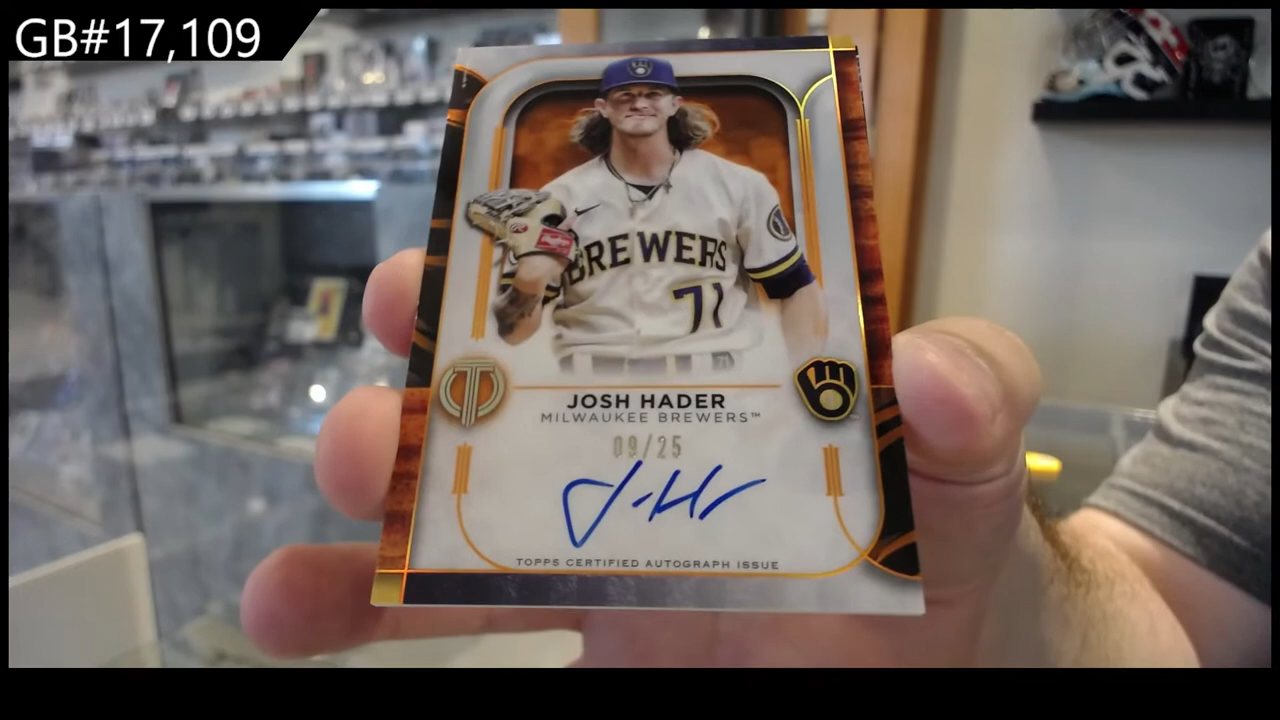 GB#17,109
BREWERS
71
JOSH HADER
MILWAUKEE BREWERS™
09/25
TOPPS CERTIFIED AUTOGRAPH ISSUE